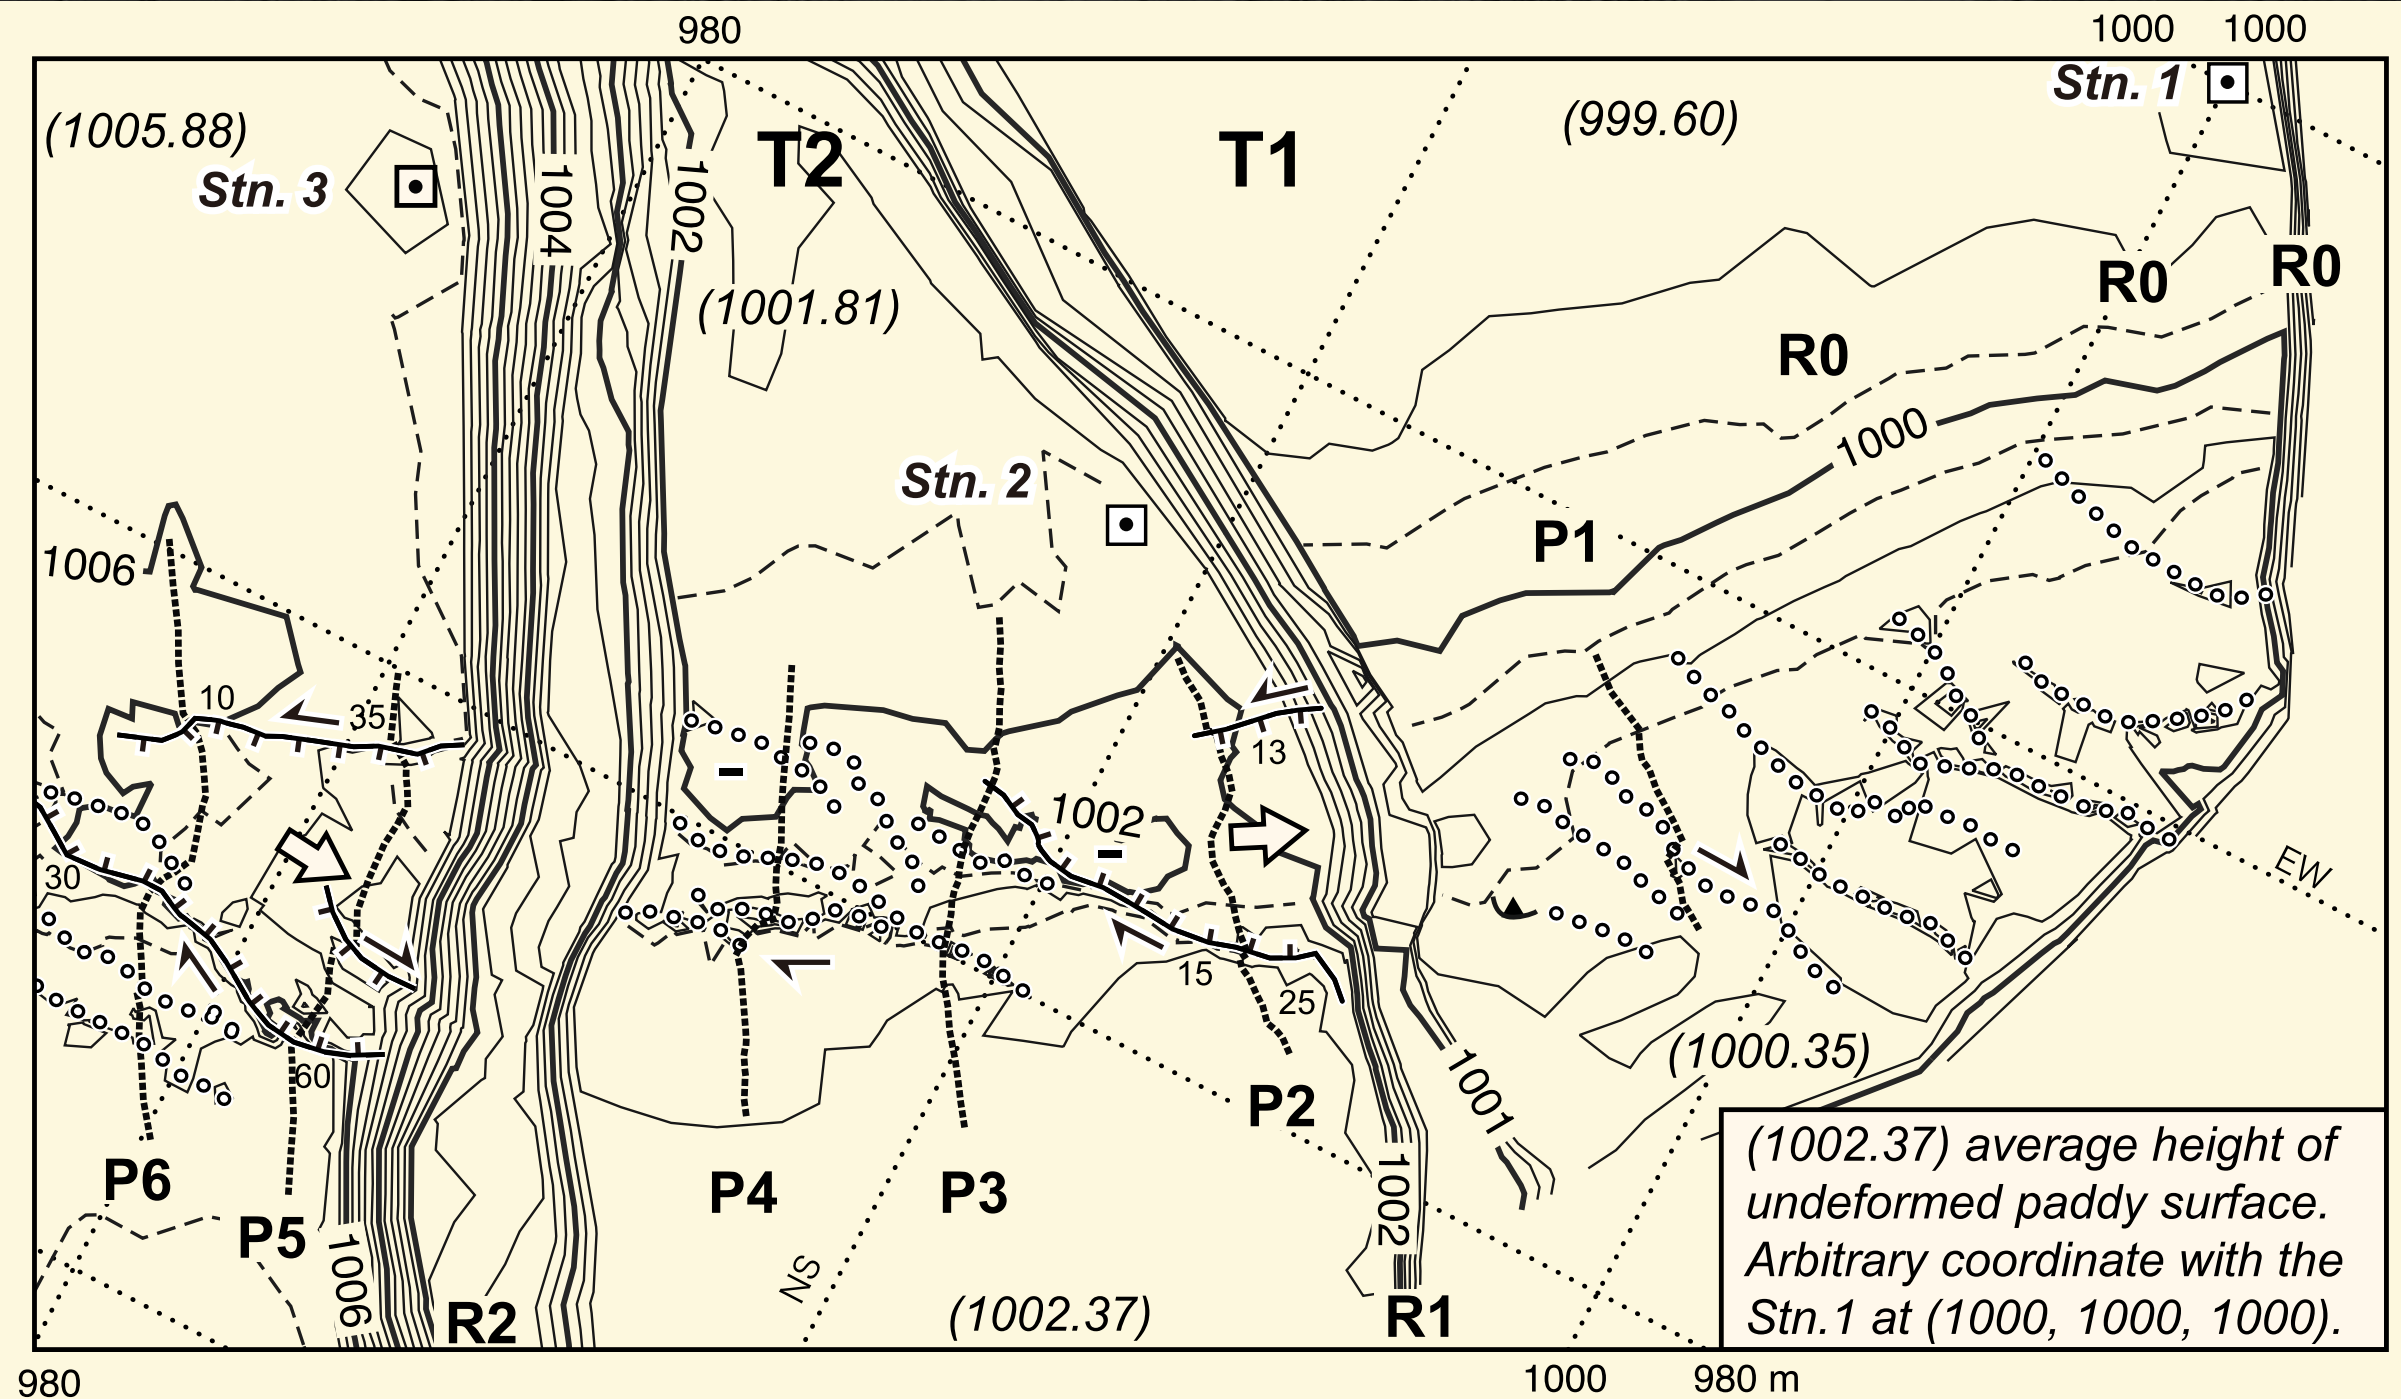 980
1000 1000
Stn. 1
(1005.88)
T2
T1
(999.60)
Stn. 3
1004
1002
R0
R0
(1001.81)
R0
1000
Stn. 2
P1
1006
10
35
13
1002
30
EW
15
25
(1000.35)
60
1001
P2
P6
P4
P3
1002
P5
1006
NS
R2
(1002.37)
R1
(1002.37) average height of
undeformed paddy surface.
Arbitrary coordinate with the
Stn.1 at (1000, 1000, 1000).
980
1000
980 m